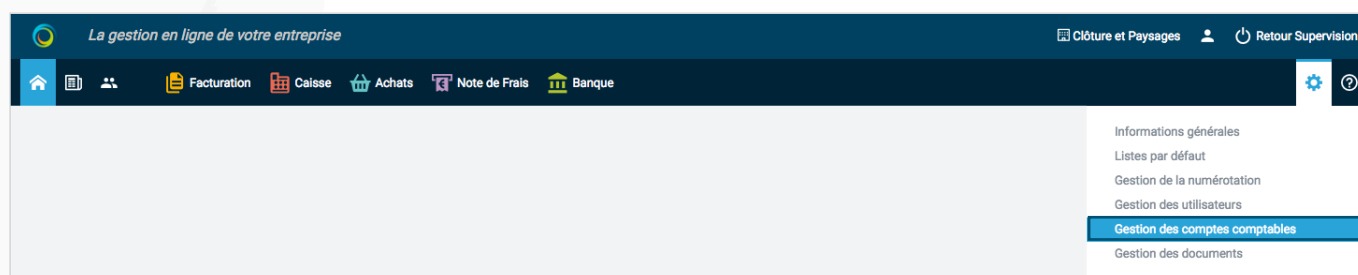 La gestion en ligne de votre entreprise
Clôture et Paysages Retour Supervision
Facturation Caisse Achats Note de Frais Banque
Informations générales
Listes par défaut
Gestion de la numérotation
Gestion des utilisateurs
Gestion des comptes comptables
Gestion des documents